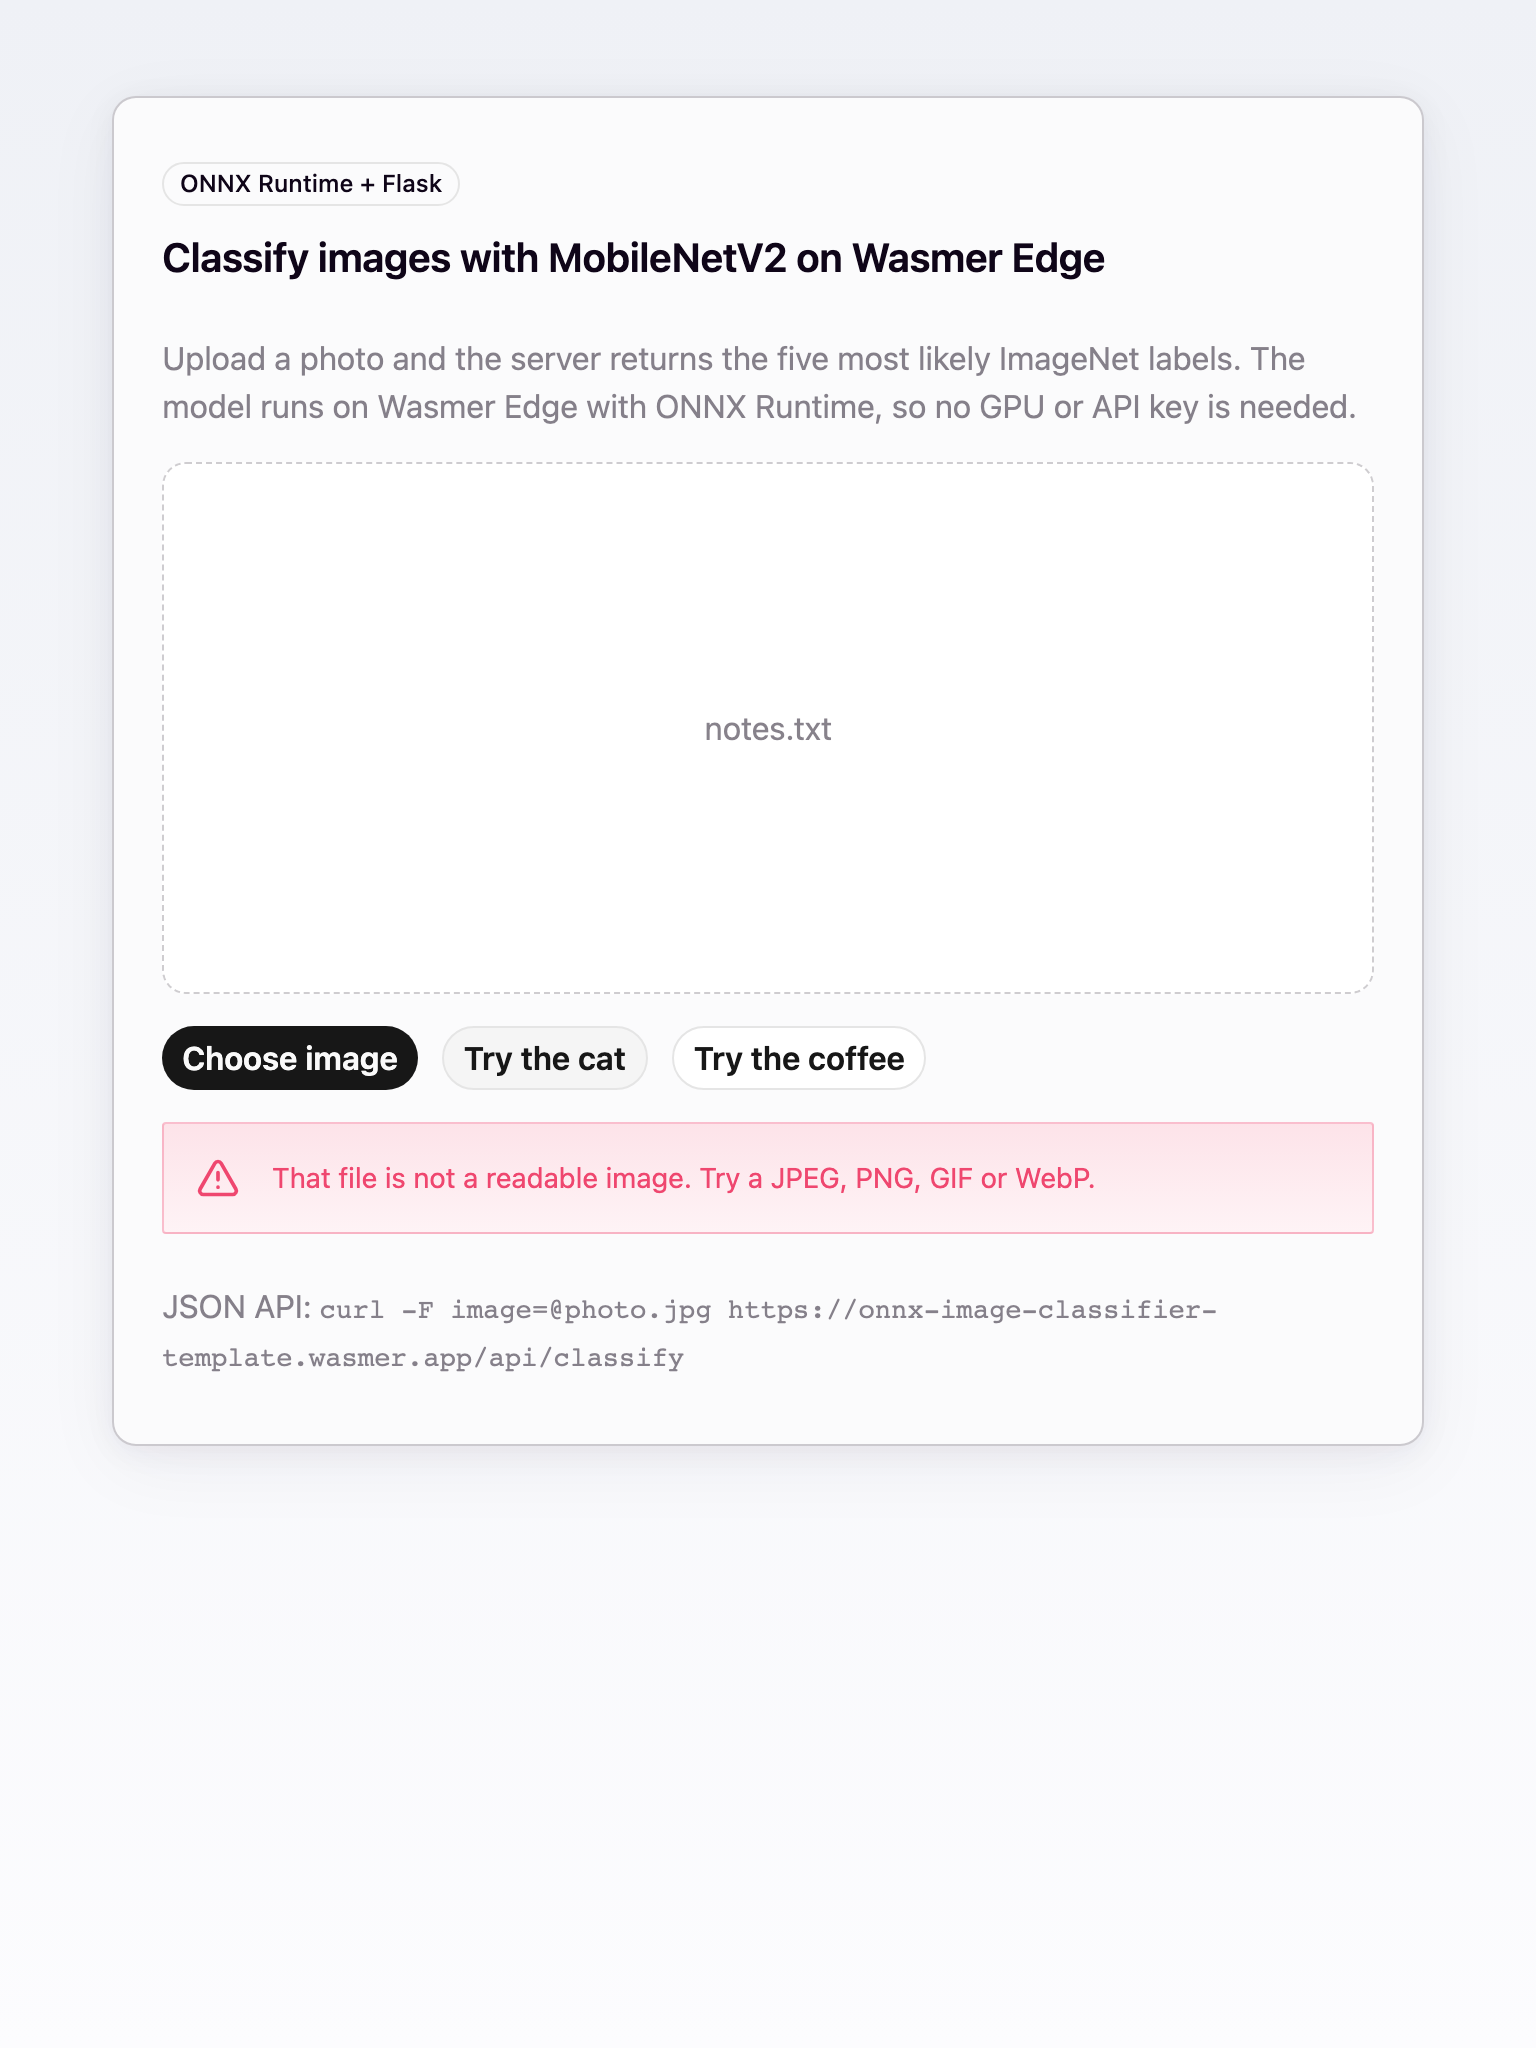 ONNX Runtime + Flask
Classify images with MobileNetV2 on Wasmer Edge
Upload a photo and the server returns the five most likely ImageNet labels. The
model runs on Wasmer Edge with ONNX Runtime, so no GPU or API key is needed.
notes.txt
Choose image
Try the cat
Try the coffee
That file is not a readable image. Try a JPEG, PNG, GIF or WebP.
JSON API: curl -F image=@photo.jpg https://onnx-image-classifier-
template.wasmer.app/api/classify